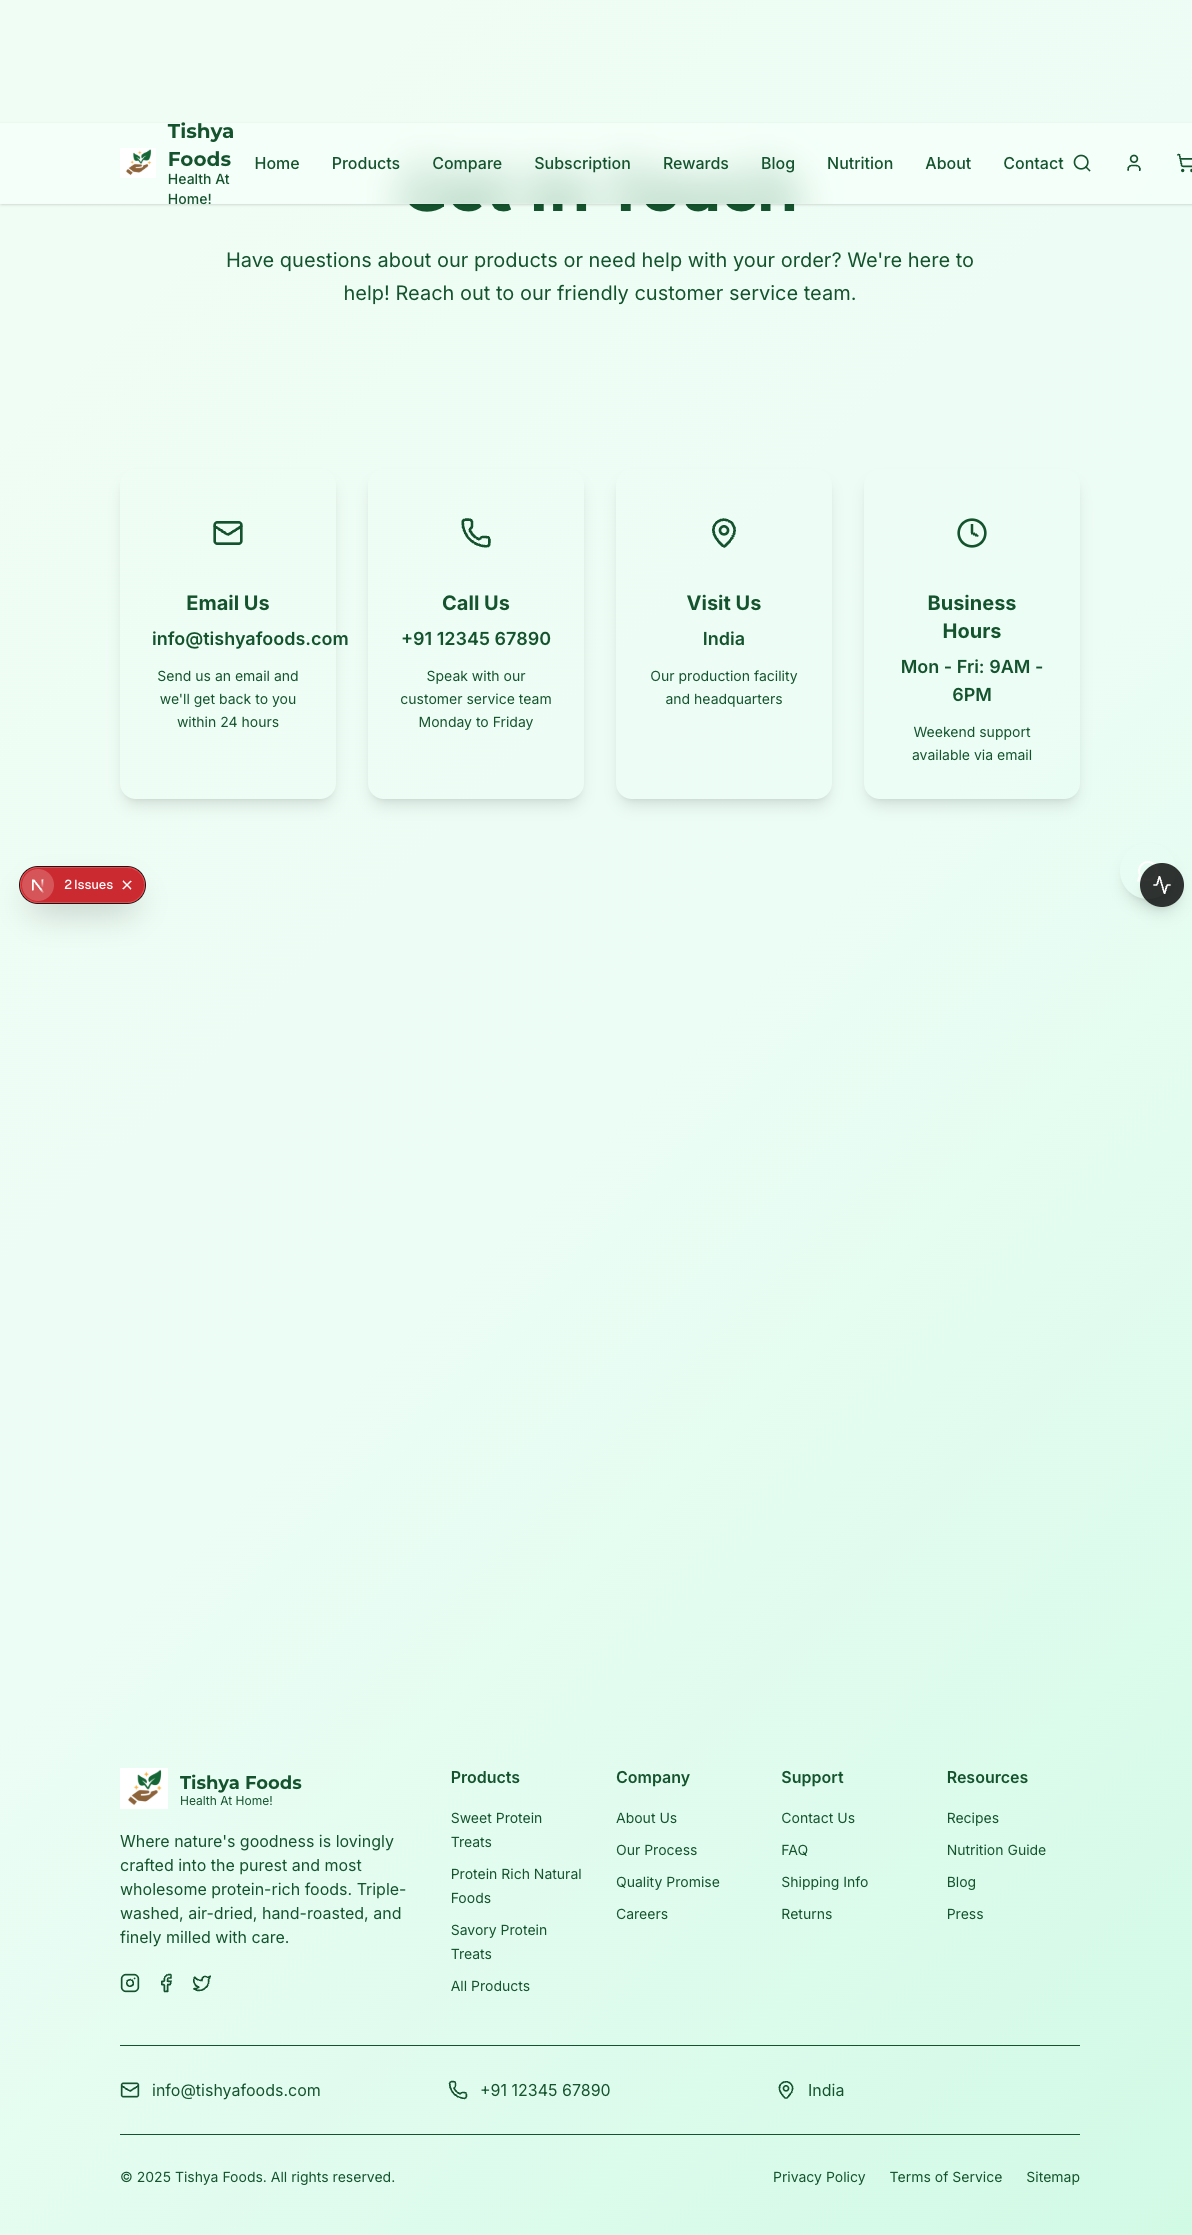 Tishya
Foods
Health At
Home!
Home Products Compare Subscription Rewards Blog Nutrition About Contact
Get In Touch
Have questions about our products or need help with your order? We're here to
help! Reach out to our friendly customer service team.
Email Us
info@tishyafoods.com
Send us an email and
we'll get back to you
within 24 hours
Call Us
+91 12345 67890
Speak with our
customer service team
Monday to Friday
Visit Us
India
Our production facility
and headquarters
Business
Hours
Mon - Fri: 9AM -
6PM
Weekend support
available via email
N 2 Issues
Tishya Foods
Health At Home!
Where nature's goodness is lovingly
crafted into the purest and most
wholesome protein-rich foods. Triple-
washed, air-dried, hand-roasted, and
finely milled with care.
Products
Sweet Protein
Treats
Protein Rich Natural
Foods
Savory Protein
Treats
All Products
Company
About Us
Our Process
Quality Promise
Careers
Support
Contact Us
FAQ
Shipping Info
Returns
Resources
Recipes
Nutrition Guide
Blog
Press
info@tishyafoods.com
+91 12345 67890
India
© 2025 Tishya Foods. All rights reserved.
Privacy Policy Terms of Service Sitemap